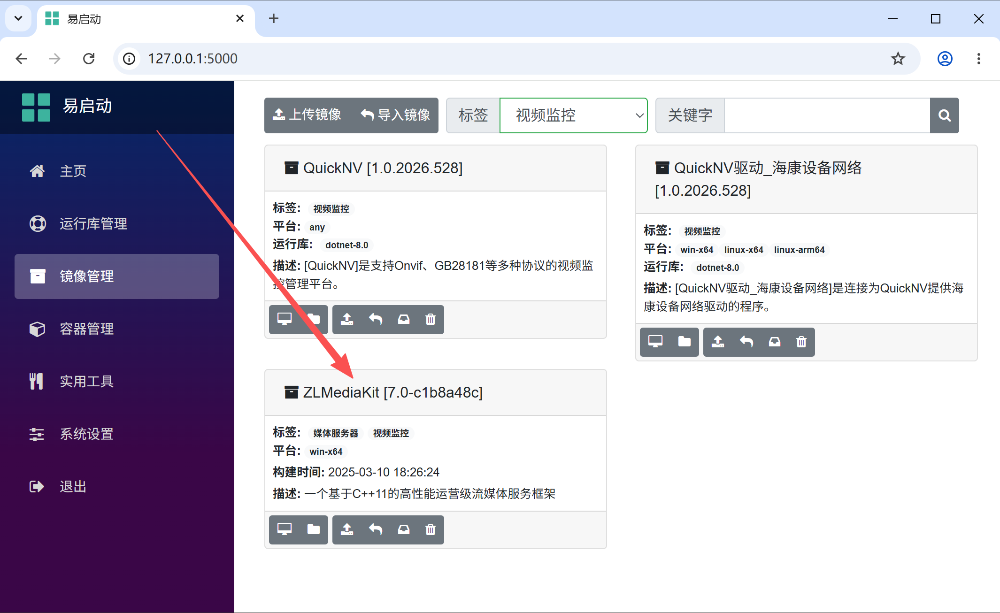 易启动
127.0.0.1:5000
易启动
主页
运行库管理
镜像管理
容器管理
实用工具
系统设置
退出
上传镜像 导入镜像 标签 视频监控 关键字
QuickNV [1.0.2026.528]
标签: 视频监控
平台: any
运行库: dotnet-8.0
描述: [QuickNV]是支持Onvif、GB28181等多种协议的视频监
控管理平台。
QuickNV驱动_海康设备网络
[1.0.2026.528]
标签: 视频监控
平台: win-x64 linux-x64 linux-arm64
运行库: dotnet-8.0
描述: [QuickNV驱动_海康设备网络]是连接为QuickNV提供海
康设备网络驱动的程序。
ZLMediaKit [7.0-c1b8a48c]
标签: 媒体服务器 视频监控
平台: win-x64
构建时间: 2025-03-10 18:26:24
描述: 一个基于C++11的高性能运营级流媒体服务框架